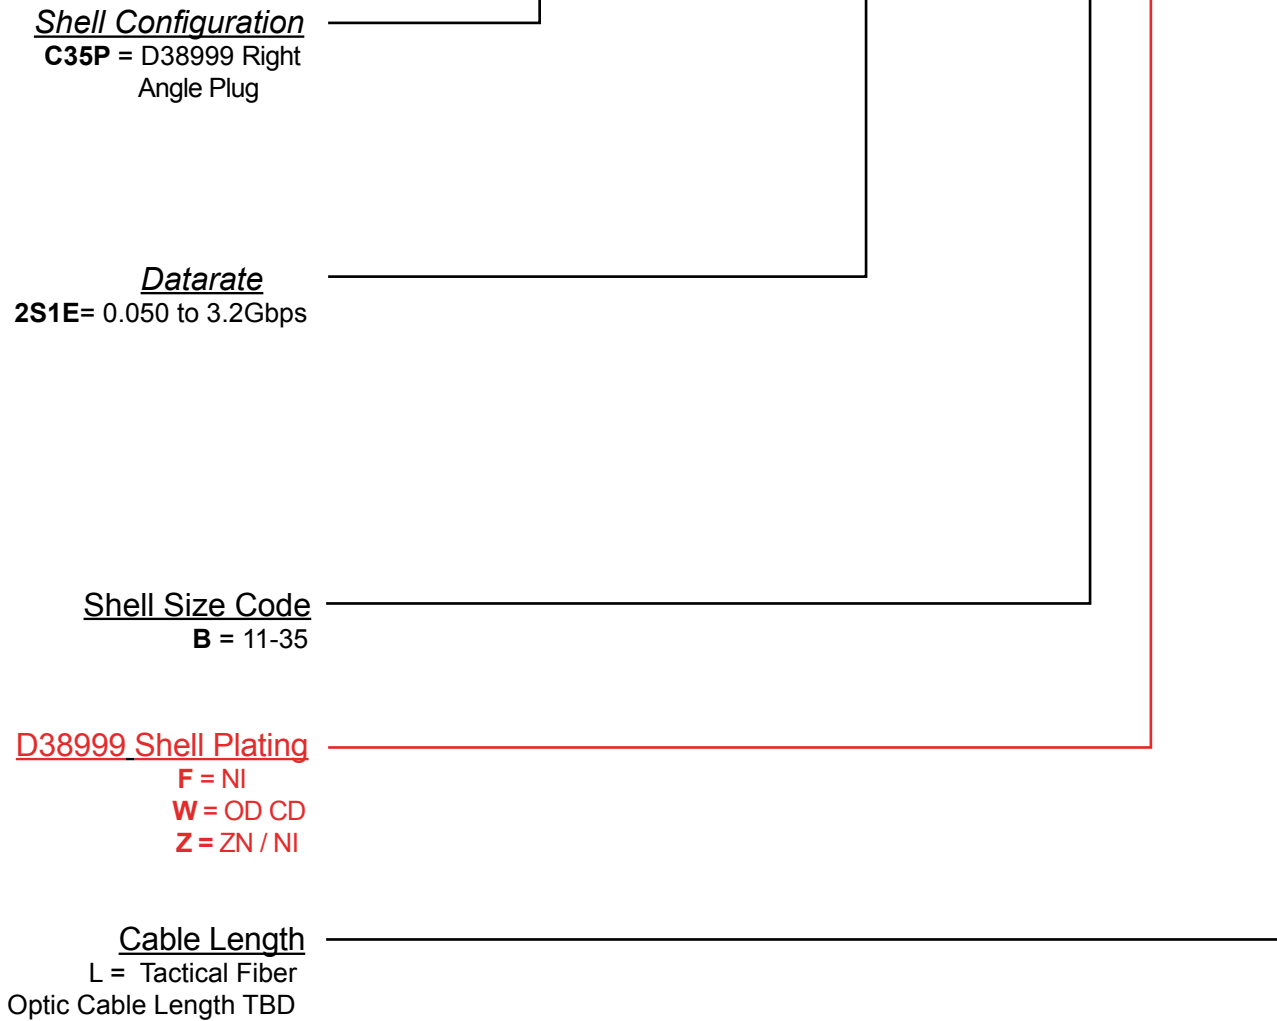 Shell Configuration
C35P = D38999 Right
Angle Plug
Datarate
2S1E= 0.050 to 3.2Gbps
Shell Size Code
B = 11-35
D38999 Shell Plating
F = NI
W = OD CD
Z = ZN / NI
Cable Length
L = Tactical Fiber
Optic Cable Length TBD